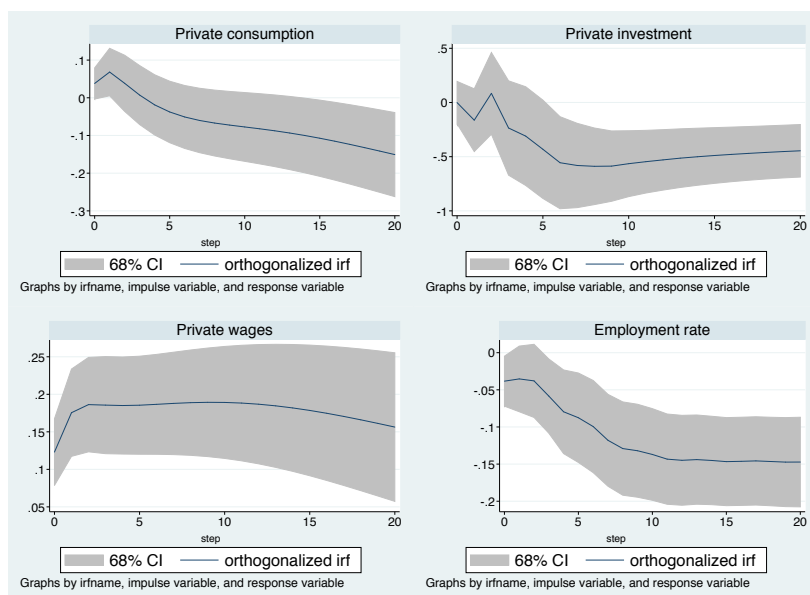 Private consumption
.1
0
-.1
-.2
-.3
0 5 10 15 20
step
68% CI orthogonalized irf
Graphs by irfname, impulse variable, and response variable
Private investment
.5
0
-.5
-1
0 5 10 15 20
step
68% CI orthogonalized irf
Graphs by irfname, impulse variable, and response variable
Private wages
.25
.2
.15
.1
.05
0 5 10 15 20
step
68% CI orthogonalized irf
Graphs by irfname, impulse variable, and response variable
Employment rate
0
-.05
-.1
-.15
-.2
0 5 10 15 20
step
68% CI orthogonalized irf
Graphs by irfname, impulse variable, and response variable